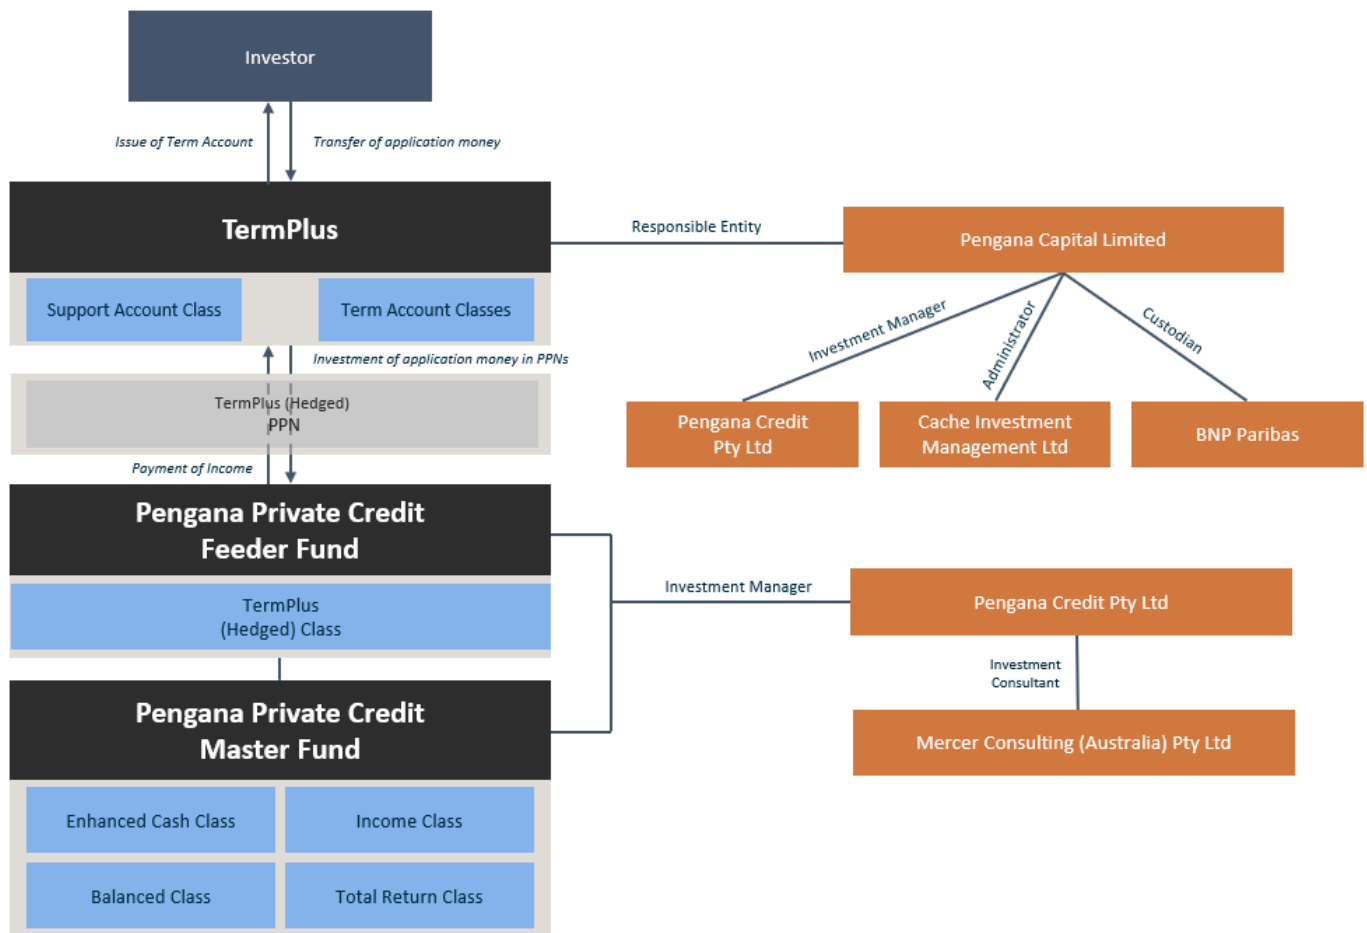 Investor
Issue of Term Account
Transfer of application money
TermPlus
Responsible Entity
Pengana Capital Limited
Support Account Class
Term Account Classes
Investment Manager
Administrator
Custodian
Investment of application money in PPNs
TermPlus (Hedged)
PPN
Pengana Credit
Pty Ltd
Cache Investment
Management Ltd
BNP Paribas
Payment of Income
Pengana Private Credit
Feeder Fund
TermPlus
(Hedged) Class
Investment Manager
Pengana Credit Pty Ltd
Investment
Consultant
Mercer Consulting (Australia) Pty Ltd
Pengana Private Credit
Master Fund
Enhanced Cash Class
Income Class
Balanced Class
Total Return Class